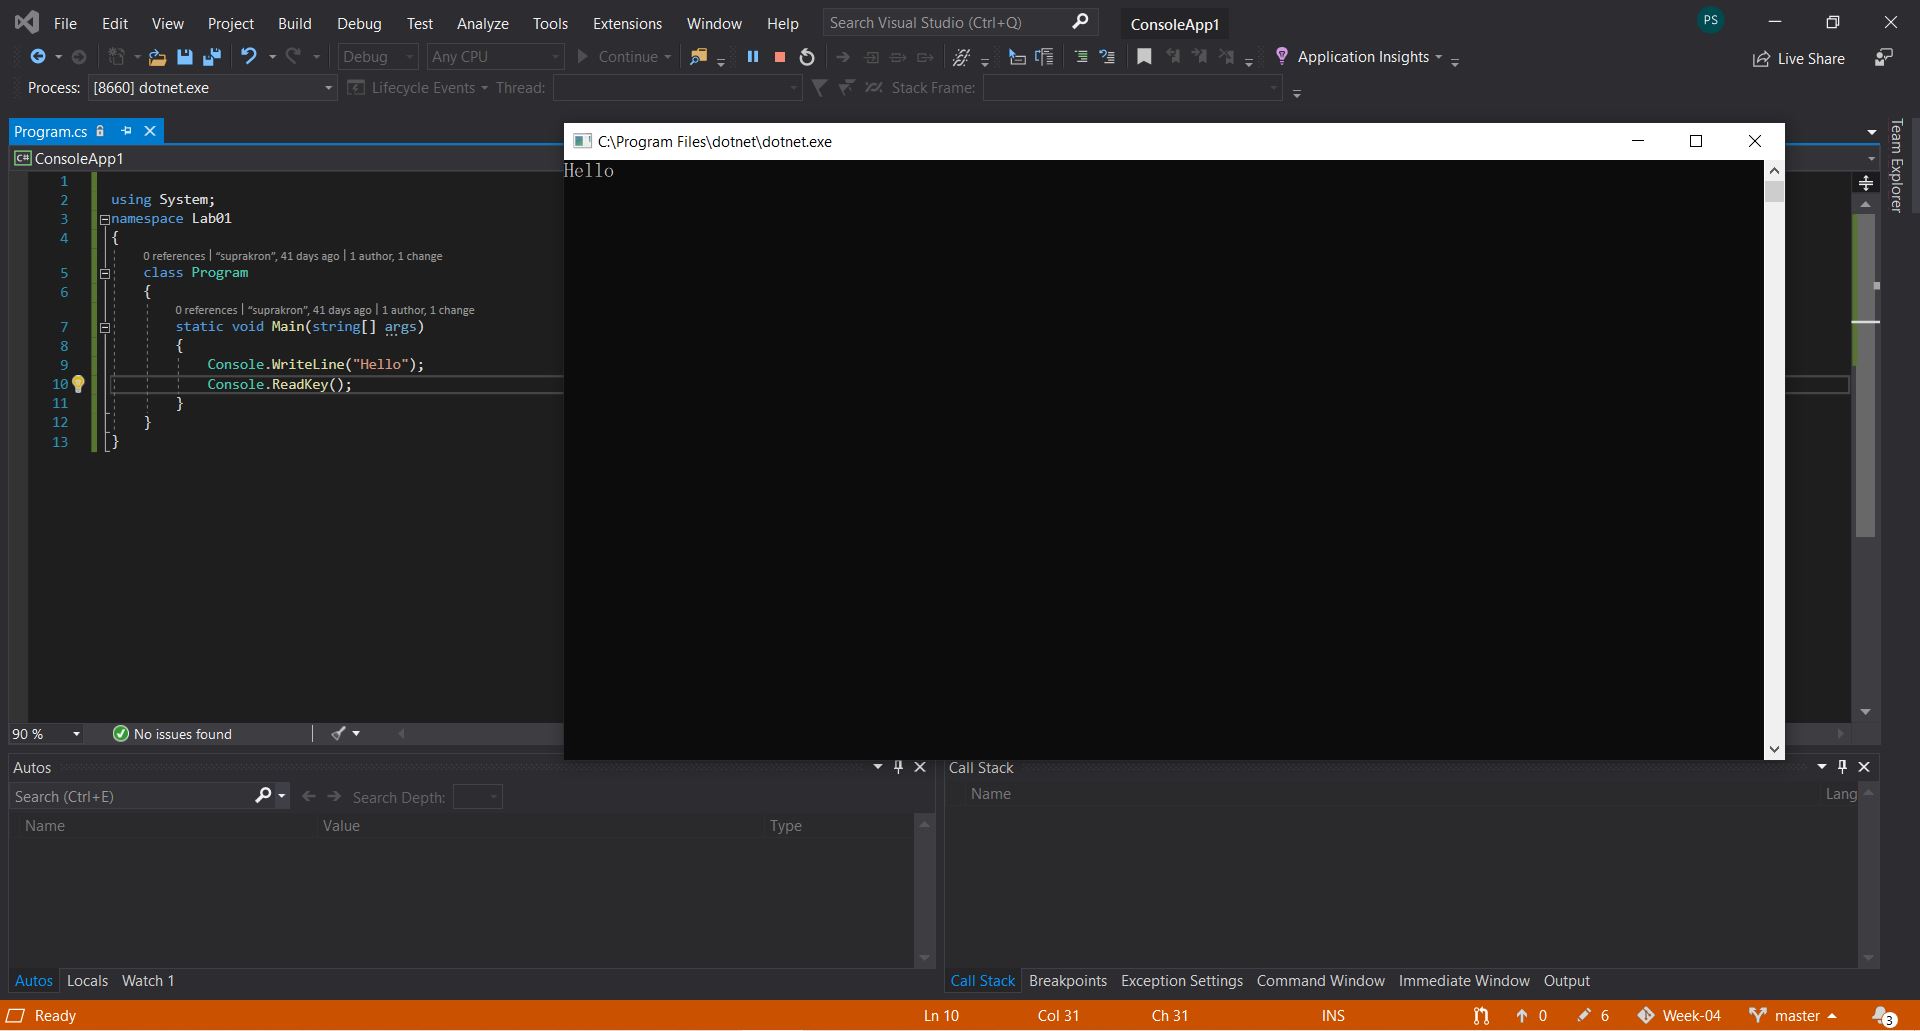 File Edit View Project Build Debug Test Analyze Tools Extensions Window Help Search Visual Studio (Ctrl+Q) ConsoleApp1 PS
Debug Any CPU Continue Application Insights Live Share
Process: [8660] dotnet.exe Lifecycle Events Thread: Stack Frame:
Program.cs
C# ConsoleApp1
1
2 using System;
3 namespace Lab01
4 {
0 references | "suprakron", 41 days ago | 1 author, 1 change
5 class Program
6 {
0 references | "suprakron", 41 days ago | 1 author, 1 change
7 static void Main(string[] args)
8 {
9 Console.WriteLine("Hello");
10 Console.ReadKey();
11 }
12 }
13 }
90 % No issues found
C:\Program Files\dotnet\dotnet.exe
Hello
Team Explorer
Autos
Search (Ctrl+E) Search Depth:
Name Value Type
Autos Locals Watch 1
Call Stack
Name Lang
Call Stack Breakpoints Exception Settings Command Window Immediate Window Output
Ready Ln 10 Col 31 Ch 31 INS 0 6 Week-04 master 3